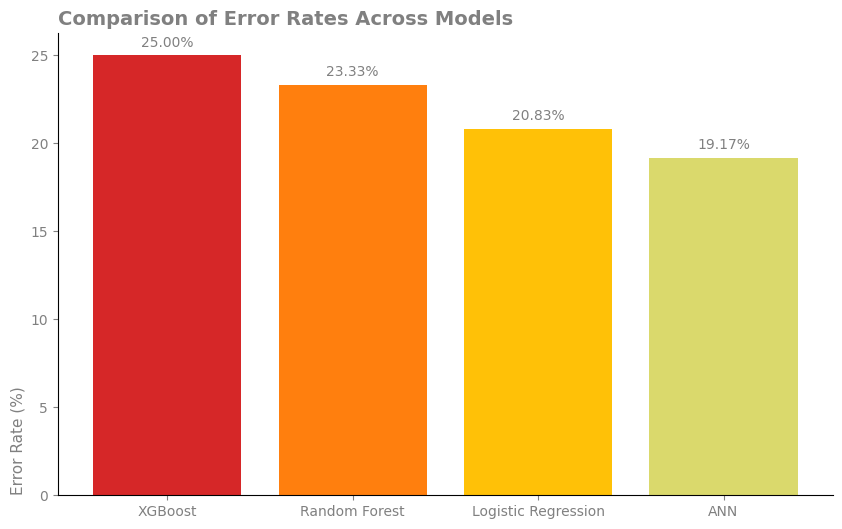 Comparison of Error Rates Across Models
25.00%
23.33%
20.83%
19.17%
25
20
15
10
5
0
Error Rate (%)
XGBoost
Random Forest
Logistic Regression
ANN